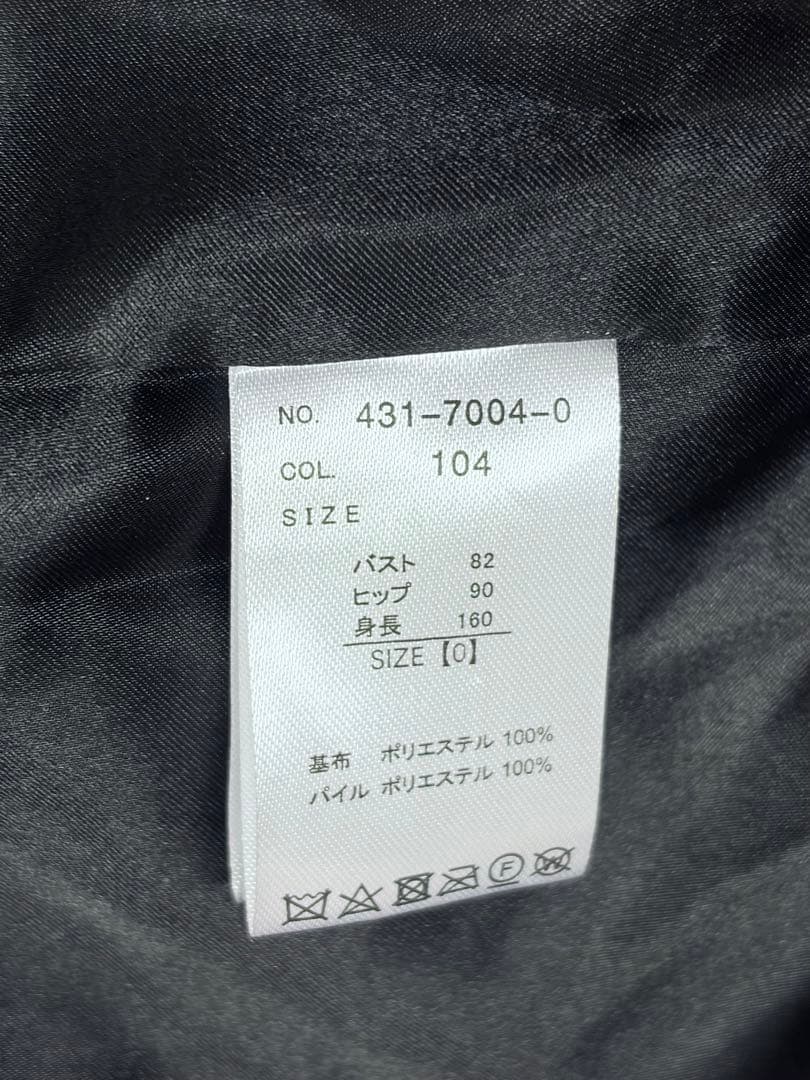 NO. 431-7004-0
COL. 104
SIZE
バスト 82
ヒップ 90
身長 160
SIZE【0】
基布 ポリエステル 100%
パイル ポリエステル 100%
F W